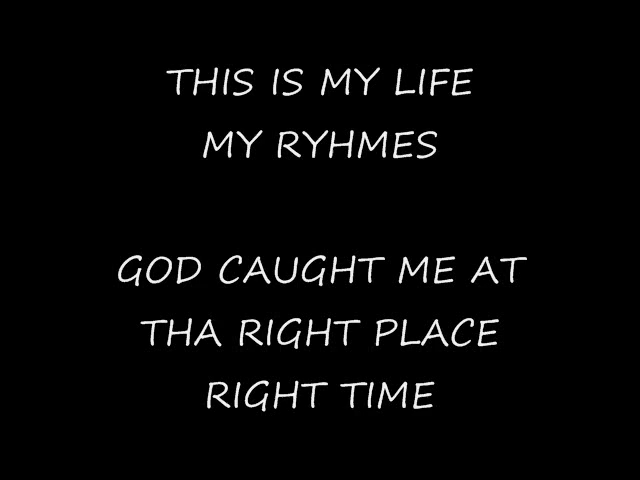 THIS IS MY LIFE
MY RYHMES
GOD CAUGHT ME AT
THA RIGHT PLACE
RIGHT TIME